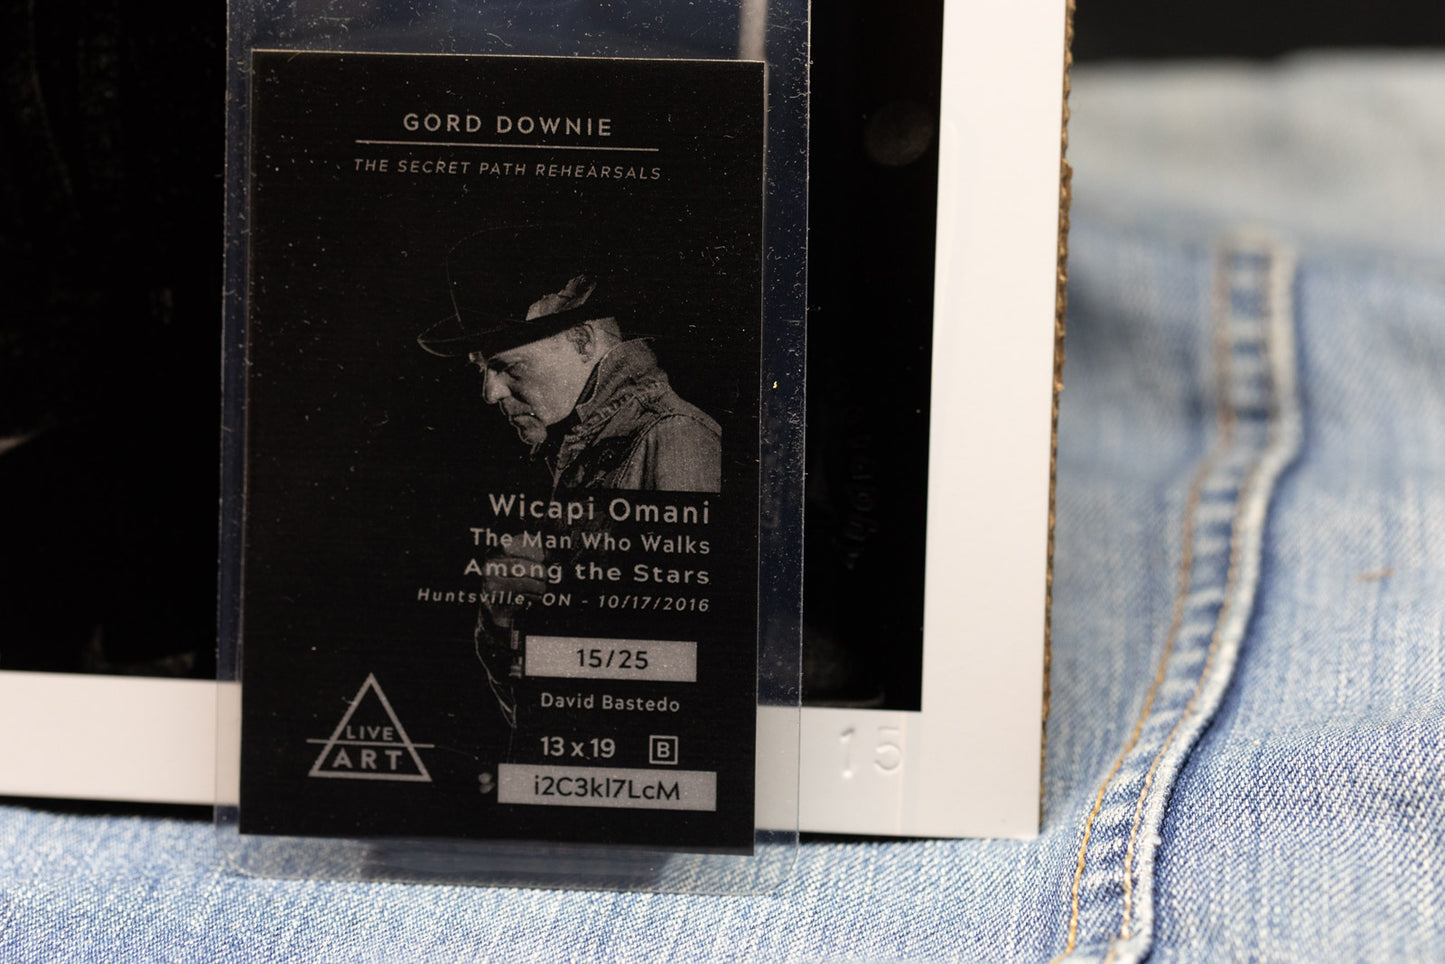 GORD DOWNIE
THE SECRET PATH REHEARSALS
Wicapi Omani
The Man Who Walks
Among the Stars
Huntsville, ON - 10/17/2016
15/25
David Bastedo
13 x 19 B
i2C3kl7LcM
LIVE
ART
15